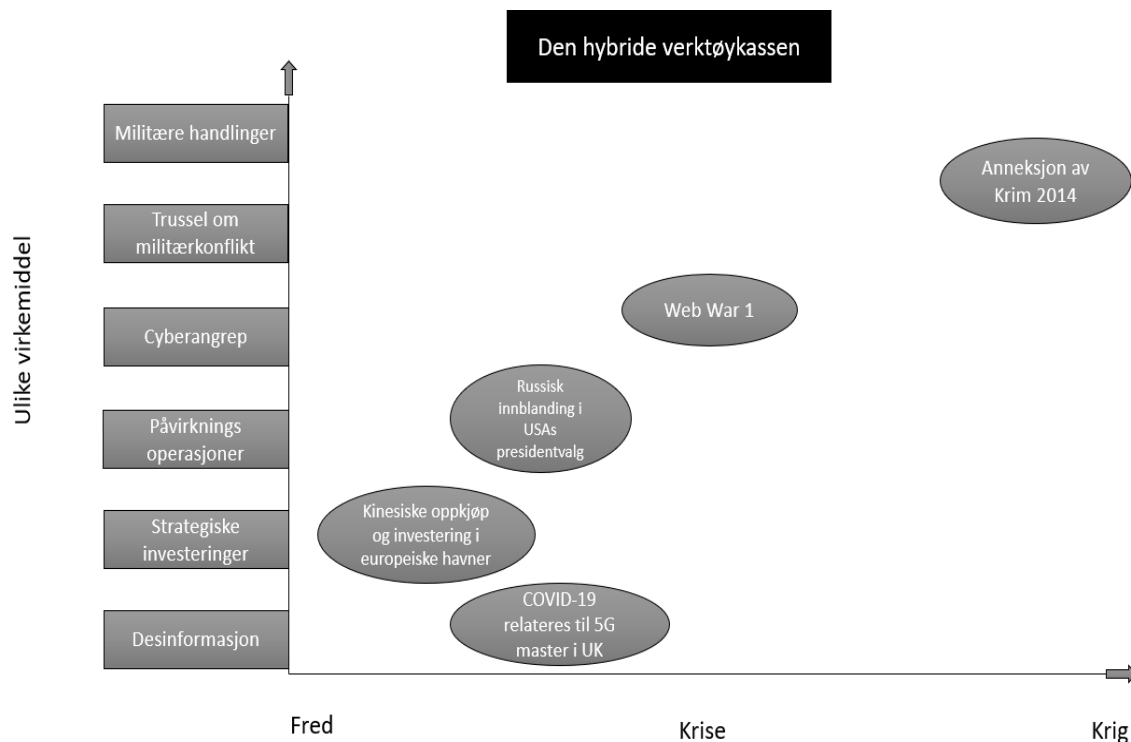 Den hybride verktøykassen
Ulike virkemiddel
Militære handlinger
Trussel om
militærkonflikt
Cyberangrep
Påvirknings
operasjoner
Strategiske
investeringer
Desinformasjon
Anneksjon av
Krim 2014
Web War 1
Russisk
innblanding i
USAs
presidentvalg
Kinesiske oppkjøp
og investering i
europeiske havner
COVID-19
relateres til 5G
master i UK
Fred
Krise
Krig